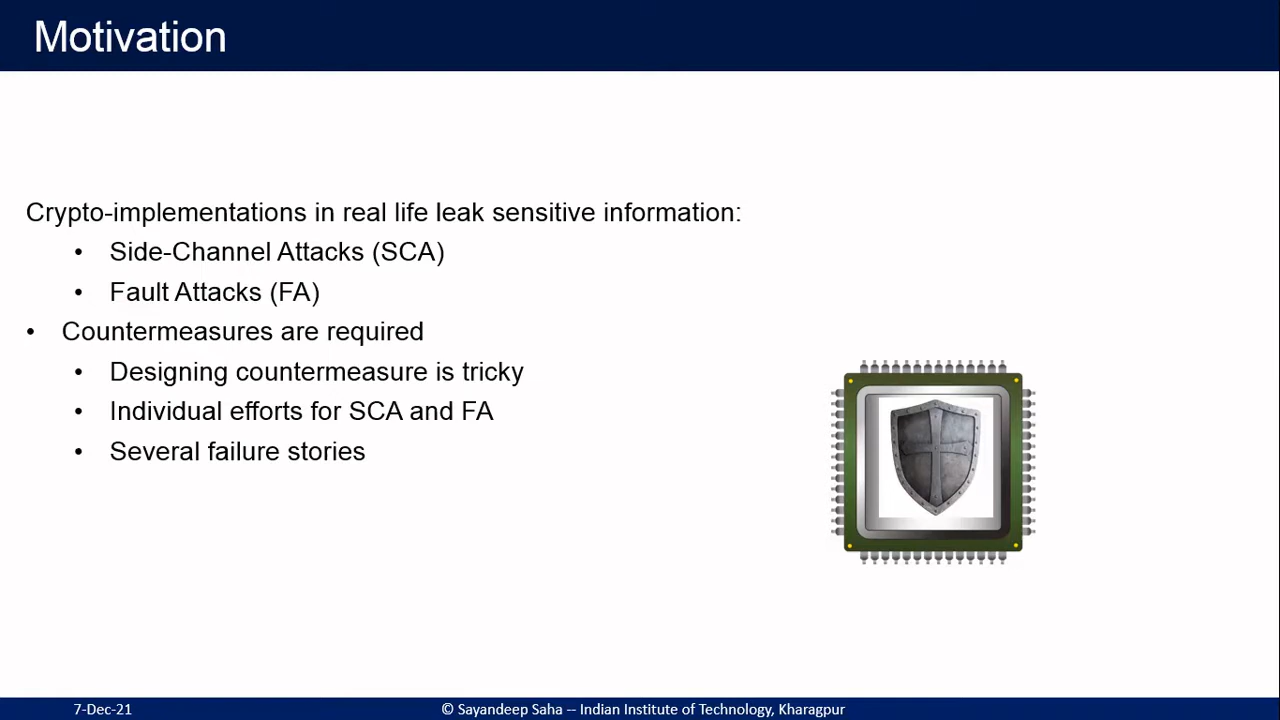 Motivation
Crypto-implementations in real life leak sensitive information:
• Side-Channel Attacks (SCA)
• Fault Attacks (FA)
• Countermeasures are required
• Designing countermeasure is tricky
• Individual efforts for SCA and FA
• Several failure stories
7-Dec-21
© Sayandeep Saha -- Indian Institute of Technology, Kharagpur